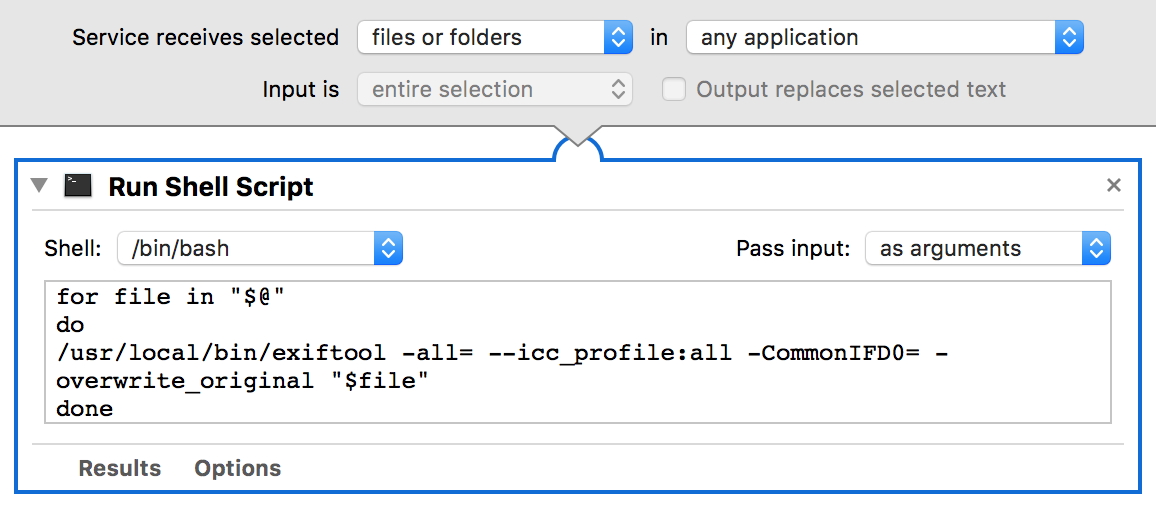 Service receives selected files or folders in any application
Input is entire selection Output replaces selected text
>_
Run Shell Script
Shell: /bin/bash Pass input: as arguments
for file in "$@"
do
/usr/local/bin/exiftool -all= --icc_profile:all -CommonIFD0= -
overwrite_original "$file"
done
Results Options